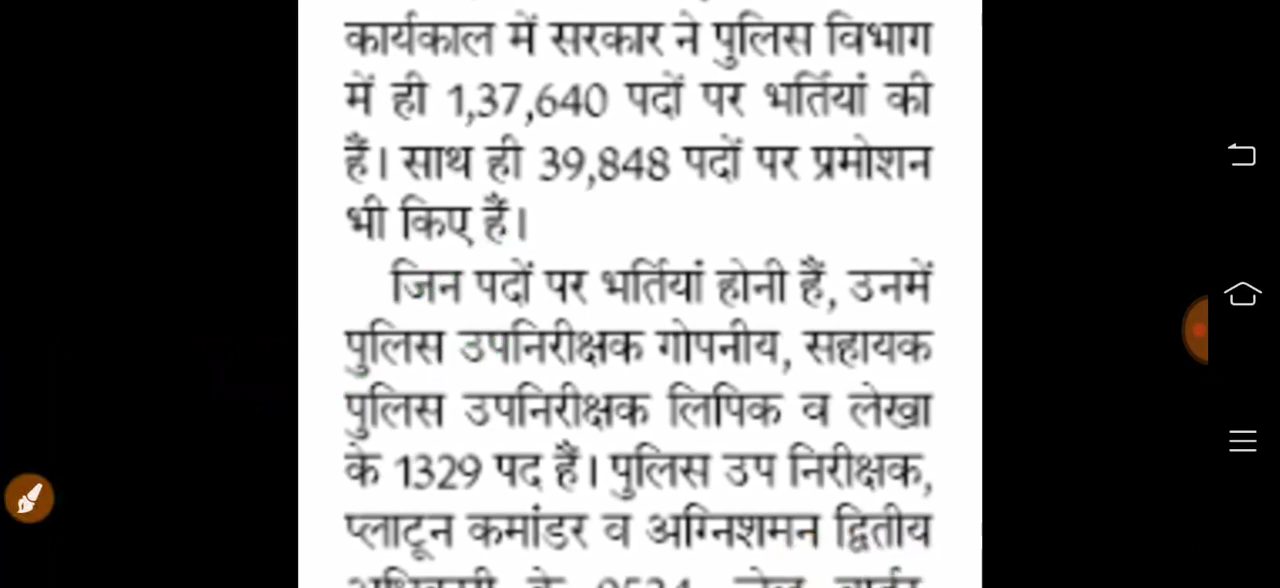 कार्यकाल में सरकार ने पुलिस विभाग
में ही 1,37,640 पदों पर भर्तियां की
हैं। साथ ही 39,848 पदों पर प्रमोशन
भी किए हैं।
जिन पदों पर भर्तियां होनी हैं, उनमें
पुलिस उपनिरीक्षक गोपनीय, सहायक
पुलिस उपनिरीक्षक लिपिक व लेखा
के 1329 पद हैं। पुलिस उप निरीक्षक,
प्लाटून कमांडर व अग्निशमन द्वितीय